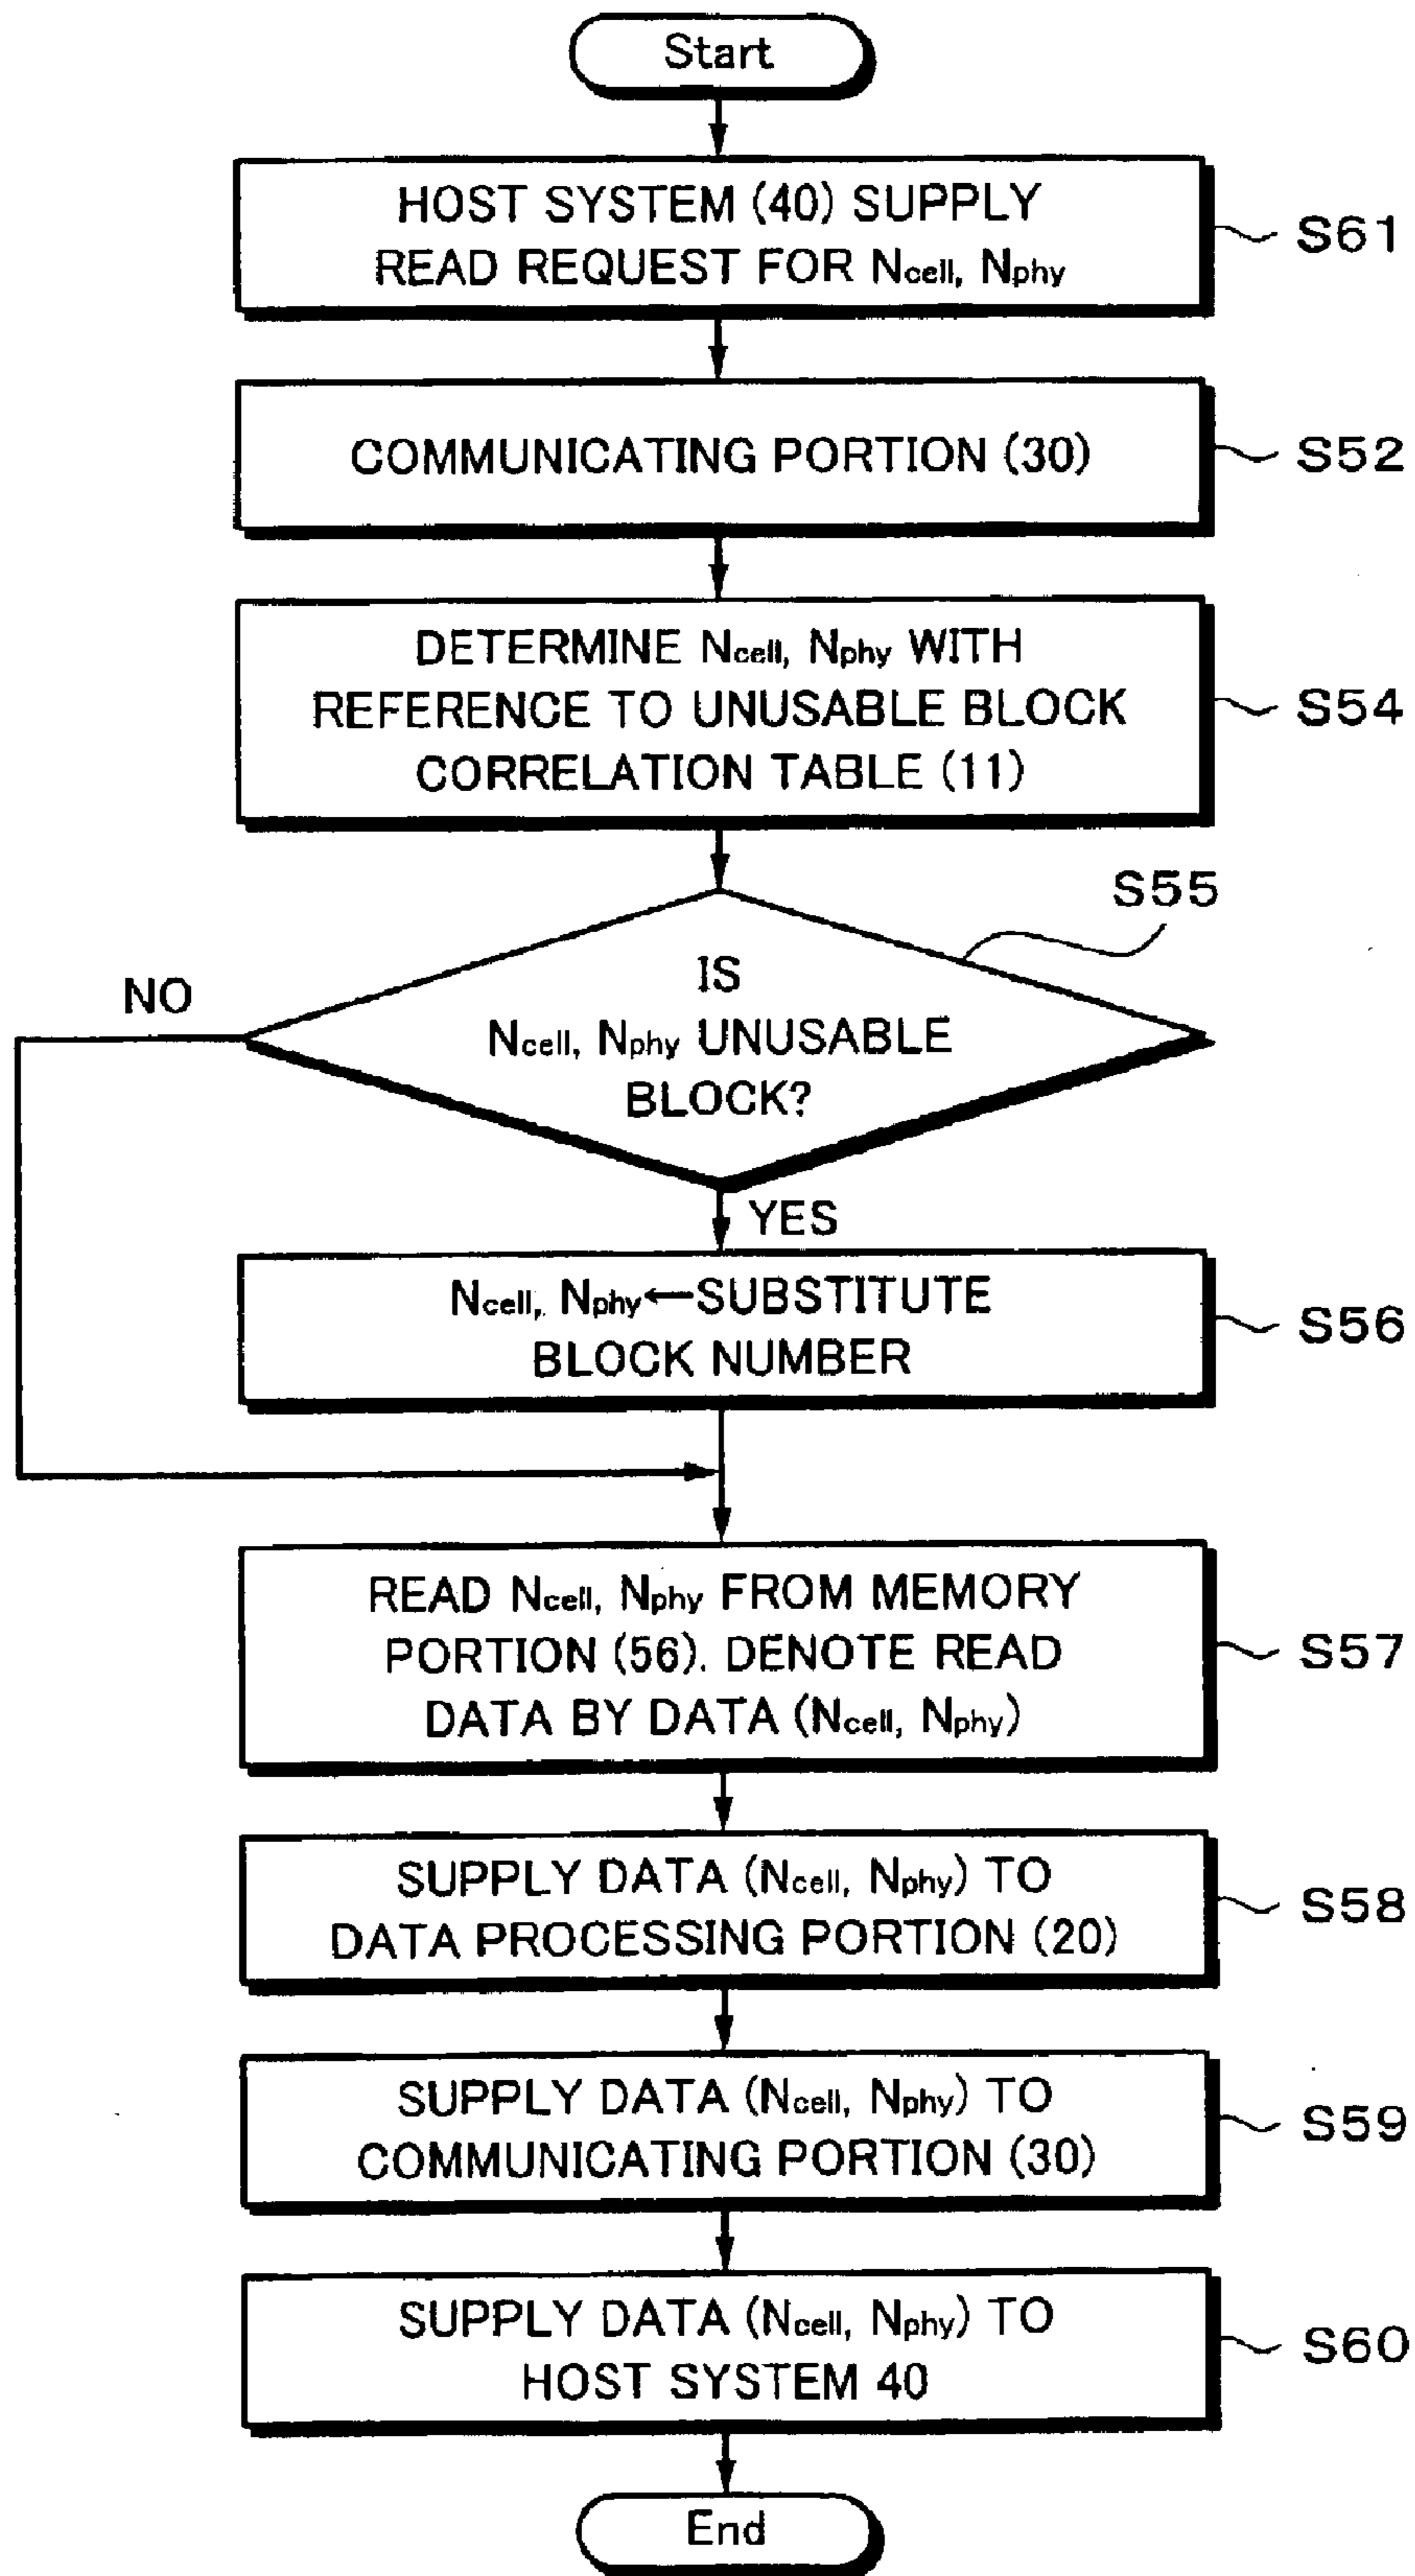 Start
HOST SYSTEM (40) SUPPLY
READ REQUEST FOR Ncell, Nphy
S61
COMMUNICATING PORTION (30)
S52
DETERMINE Ncell, Nphy WITH
REFERENCE TO UNUSABLE BLOCK
CORRELATION TABLE (11)
S54
S55
IS
Ncell, Nphy UNUSABLE
BLOCK?
NO
YES
Ncell, Nphy←SUBSTITUTE
BLOCK NUMBER
S56
READ Ncell, Nphy FROM MEMORY
PORTION (56). DENOTE READ
DATA BY DATA (Ncell, Nphy)
S57
SUPPLY DATA (Ncell, Nphy) TO
DATA PROCESSING PORTION (20)
S58
SUPPLY DATA (Ncell, Nphy) TO
COMMUNICATING PORTION (30)
S59
SUPPLY DATA (Ncell, Nphy) TO
HOST SYSTEM 40
S60
End